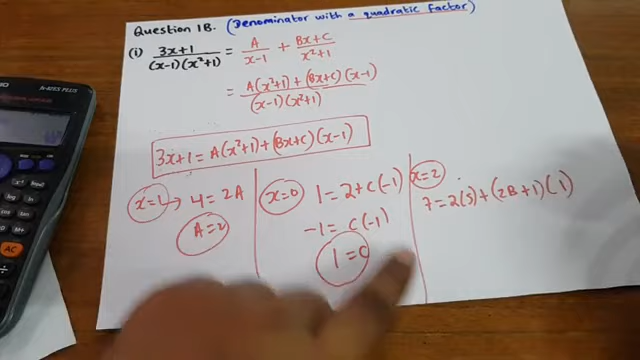 Question 1B. (Denominator with a quadratic factor)
(i) 3x+1/(x-1)(x²+1) = A/x-1 + Bx+C/x²+1
= A(x²+1)+(Bx+C)(x-1)/(x-1)(x²+1)
3x+1 = A(x²+1)+(Bx+C)(x-1)
x=1 → 4=2A
A=2
x=0 1=2+C(-1)
-1= C(-1)
1=C
x=2
7=2(5)+(2B+1)(1)
AC